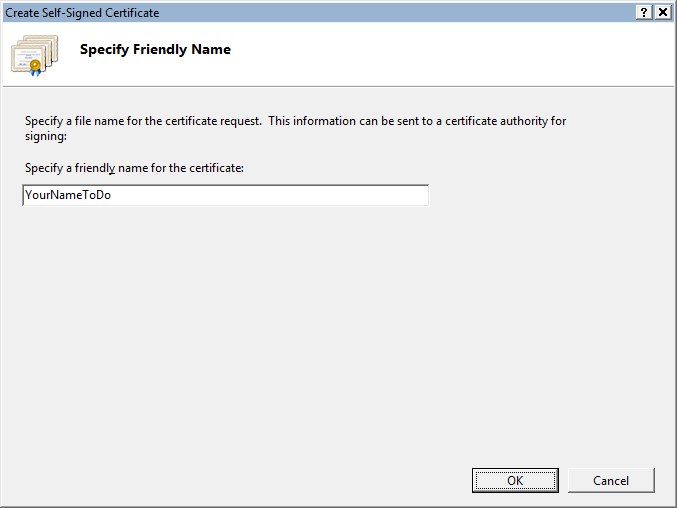 Create Self-Signed Certificate
Specify Friendly Name
Specify a file name for the certificate request.  This information can be sent to a certificate authority for
signing:
Specify a friendly name for the certificate:
YourNameToDo
OK Cancel